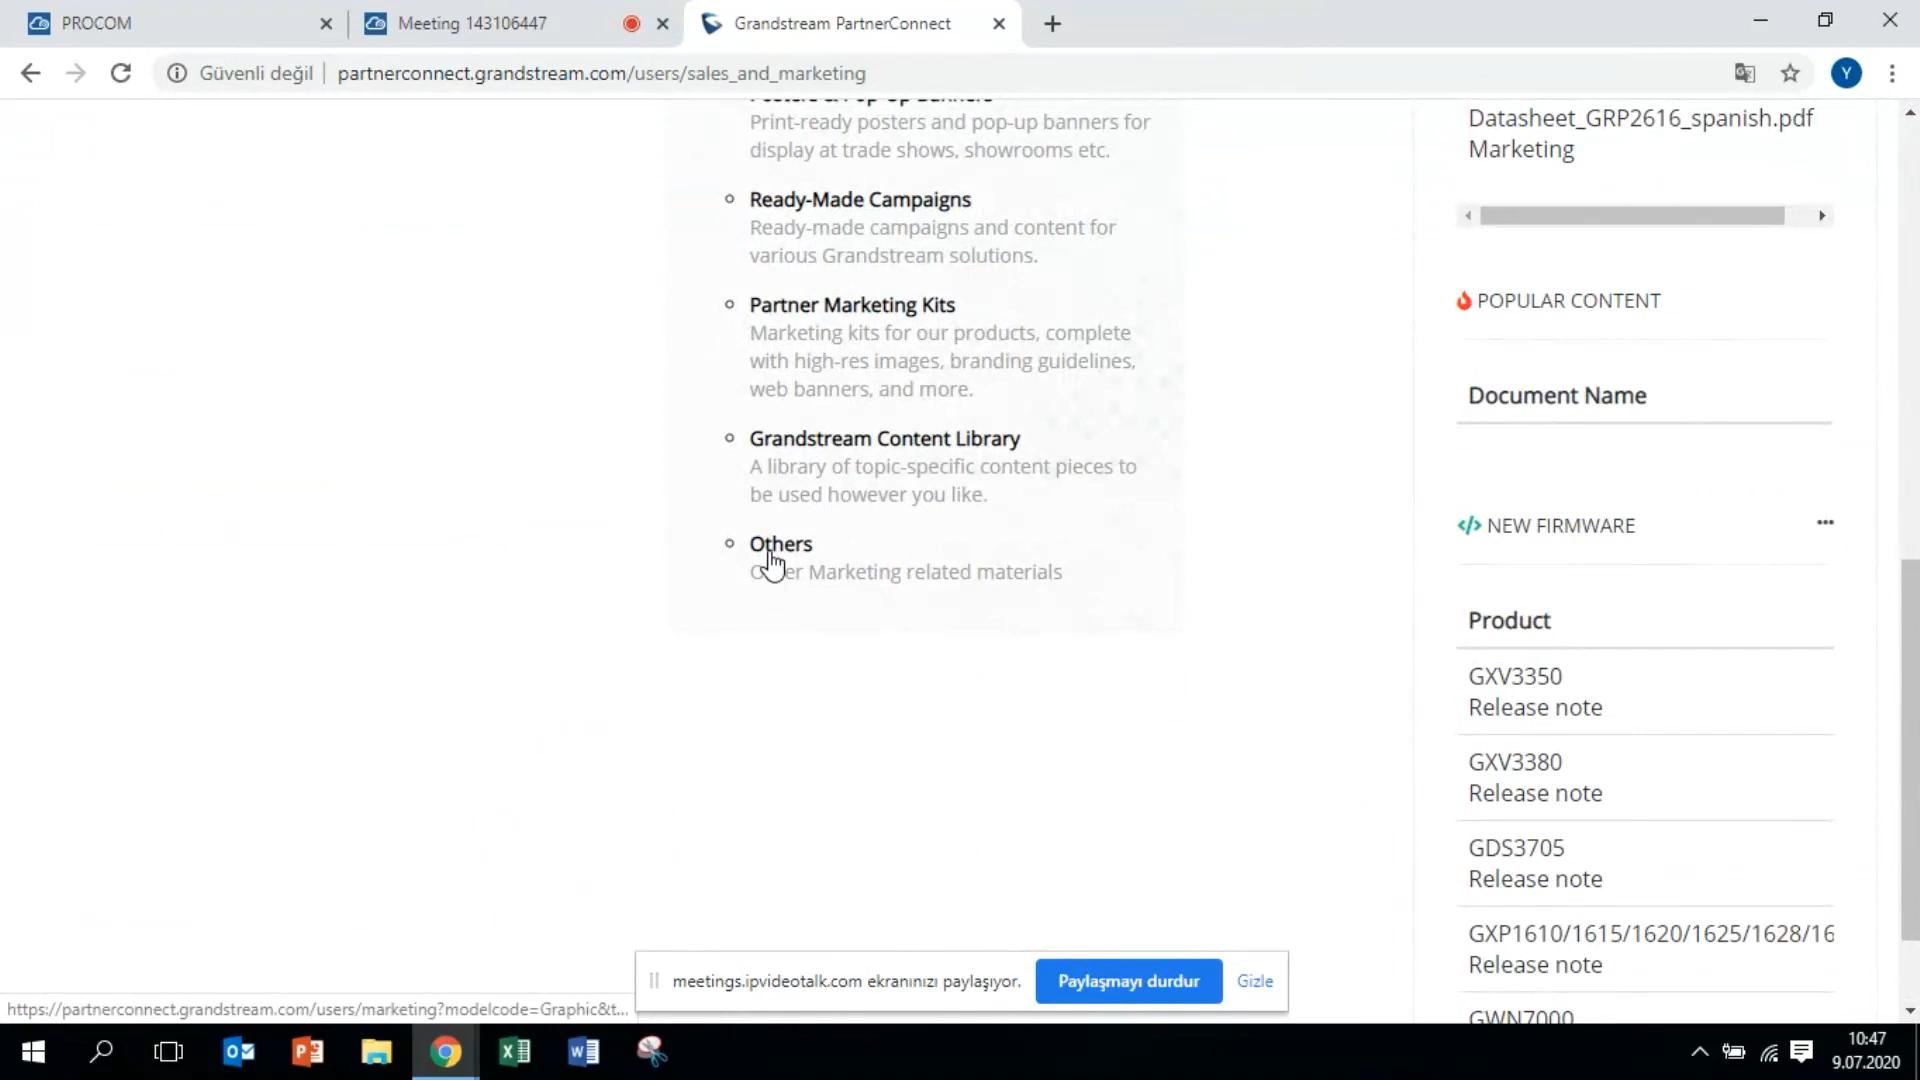 PROCOM
Meeting 143106447
Grandstream PartnerConnect
Güvenli değil
partnerconnect.grandstream.com/users/sales_and_marketing
Y
Posters & Pop-Up Banners
Print-ready posters and pop-up banners for
display at trade shows, showrooms etc.
Ready-Made Campaigns
Ready-made campaigns and content for
various Grandstream solutions.
Partner Marketing Kits
Marketing kits for our products, complete
with high-res images, branding guidelines,
web banners, and more.
Grandstream Content Library
A library of topic-specific content pieces to
be used however you like.
Others
Other Marketing related materials
Datasheet_GRP2616_spanish.pdf
Marketing
POPULAR CONTENT
Document Name
</> NEW FIRMWARE
Product
GXV3350
Release note
GXV3380
Release note
GDS3705
Release note
GXP1610/1615/1620/1625/1628/16
Release note
GWN7000
meetings.ipvideotalk.com ekranınızı paylaşıyor.
Paylaşmayı durdur
Gizle
https://partnerconnect.grandstream.com/users/marketing?modelcode=Graphic&t...
10:47
9.07.2020